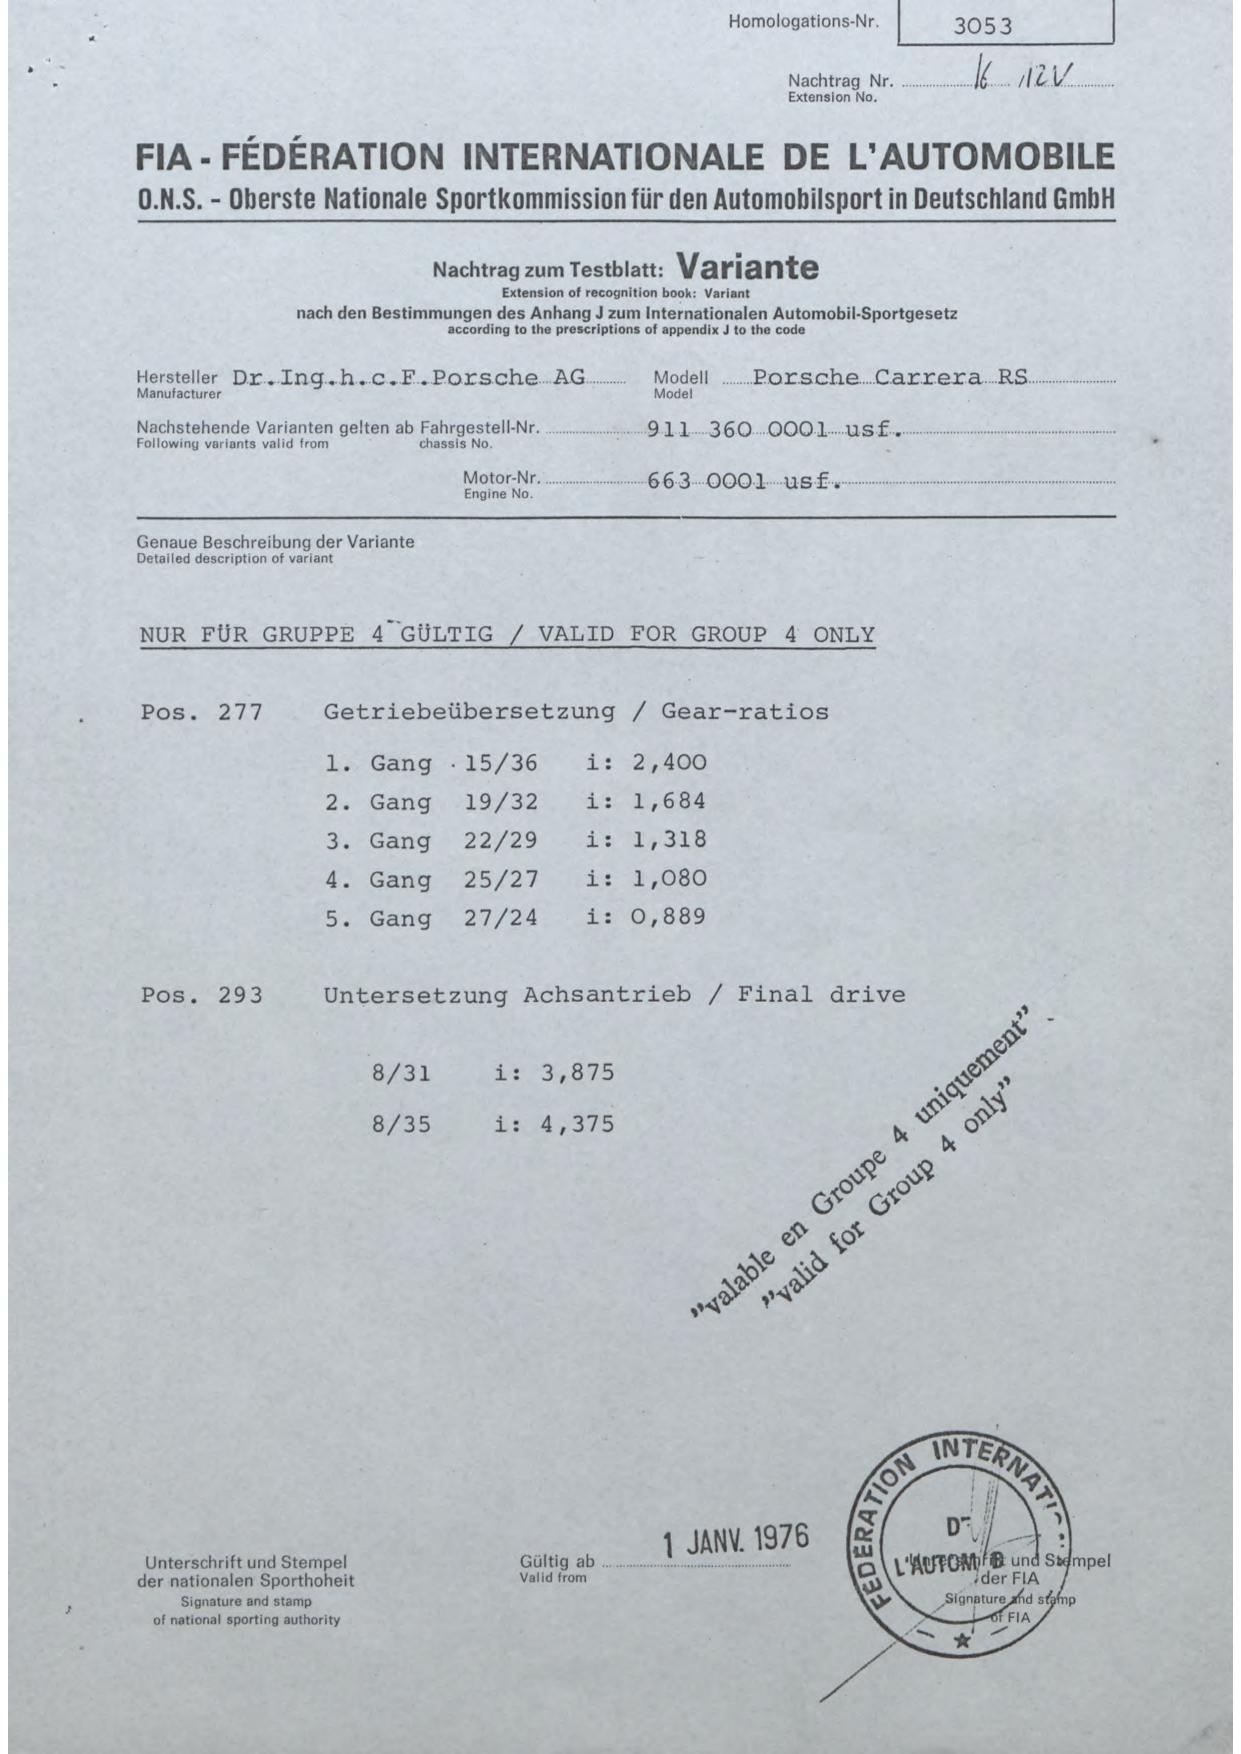 Homologations-Nr. 3053
Nachtrag Nr. 16 /12V
Extension No.
FIA - FÉDÉRATION INTERNATIONALE DE L'AUTOMOBILE
O.N.S. - Oberste Nationale Sportkommission für den Automobilsport in Deutschland GmbH
Nachtrag zum Testblatt: Variante
Extension of recognition book: Variant
nach den Bestimmungen des Anhang J zum Internationalen Automobil-Sportgesetz
according to the prescriptions of appendix J to the code
Hersteller Dr.Ing.h.c.F.Porsche AG Modell Porsche Carrera RS
Manufacturer Model
Nachstehende Varianten gelten ab Fahrgestell-Nr. 911 360 0001 usf.
Following variants valid from chassis No.
Motor-Nr. 663 0001 usf.
Engine No.
Genaue Beschreibung der Variante
Detailed description of variant
NUR FÜR GRUPPE 4 GÜLTIG / VALID FOR GROUP 4 ONLY
Pos. 277 Getriebeübersetzung / Gear-ratios
1. Gang 15/36 i: 2,400
2. Gang 19/32 i: 1,684
3. Gang 22/29 i: 1,318
4. Gang 25/27 i: 1,080
5. Gang 27/24 i: 0,889
Pos. 293 Untersetzung Achsantrieb / Final drive
8/31 i: 3,875
8/35 i: 4,375
"valable en Groupe 4 uniquement"
"valid for Group 4 only"
1 JANV. 1976
Unterschrift und Stempel
der nationalen Sporthoheit
Signature and stamp
of national sporting authority
Gültig ab
Valid from
FÉDÉRATION INTERNATI
L'AUTOM B
Unterschrift und Stempel
der FIA
Signature and stamp
of FIA